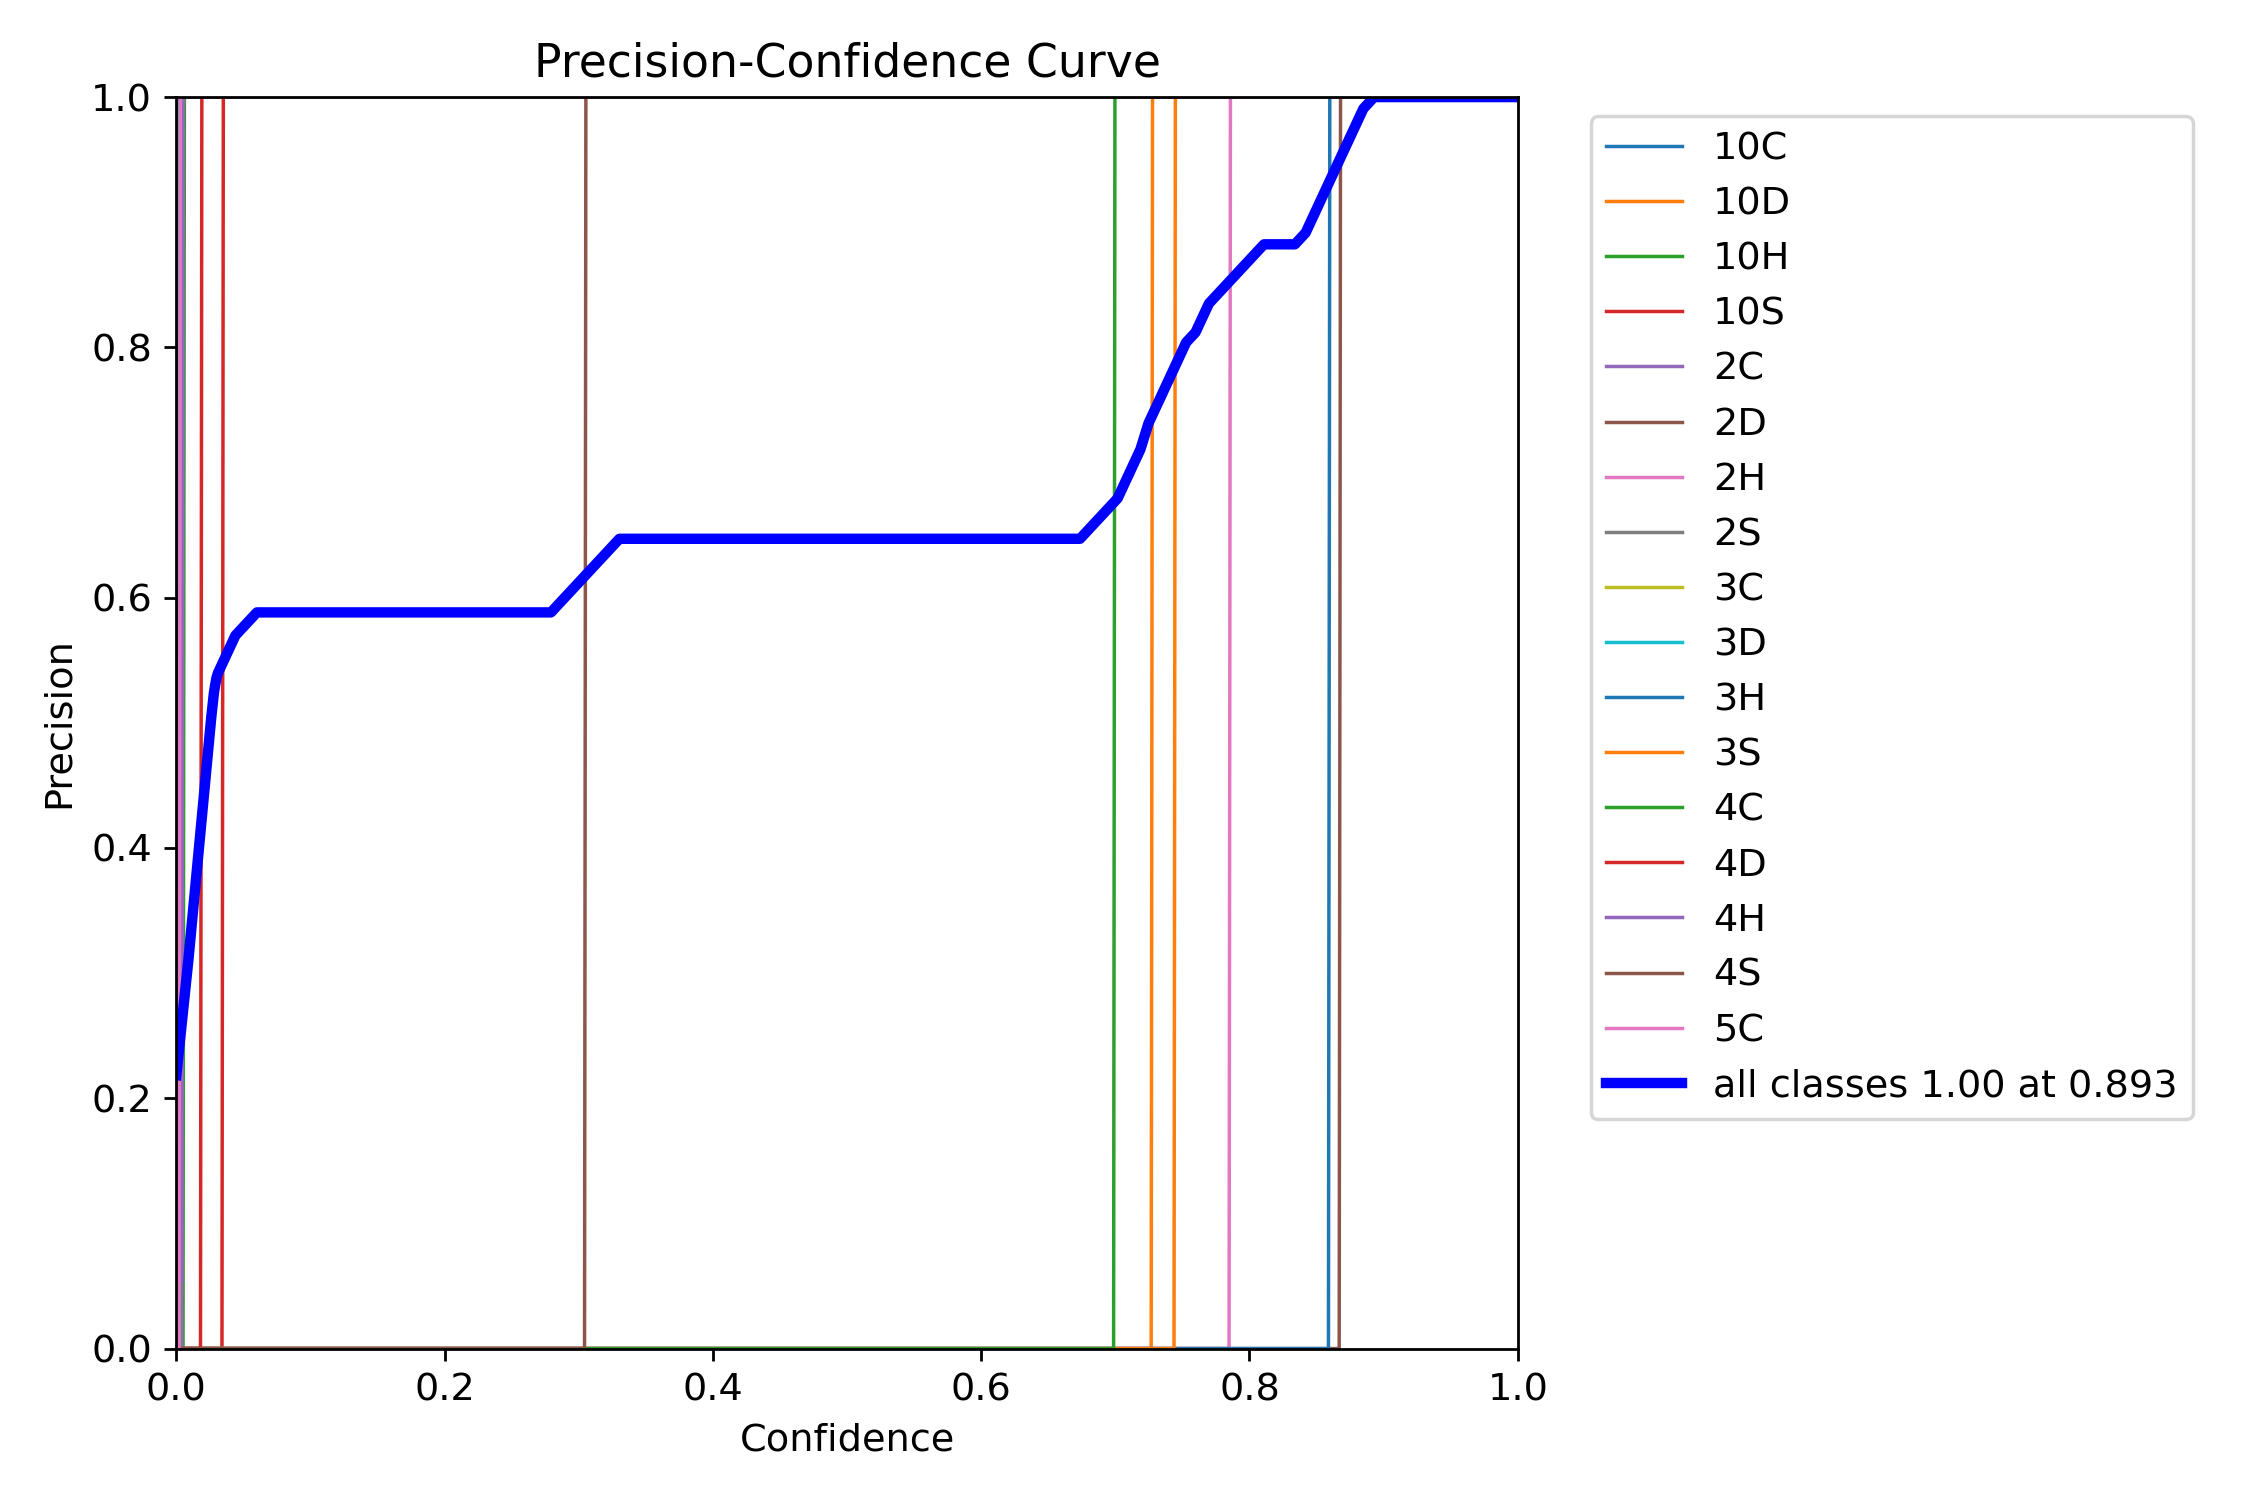 Precision-Confidence Curve
1.0
0.8
0.6
0.4
0.2
0.0
Precision
0.0 0.2 0.4 0.6 0.8 1.0
Confidence
10C
10D
10H
10S
2C
2D
2H
2S
3C
3D
3H
3S
4C
4D
4H
4S
5C
all classes 1.00 at 0.893